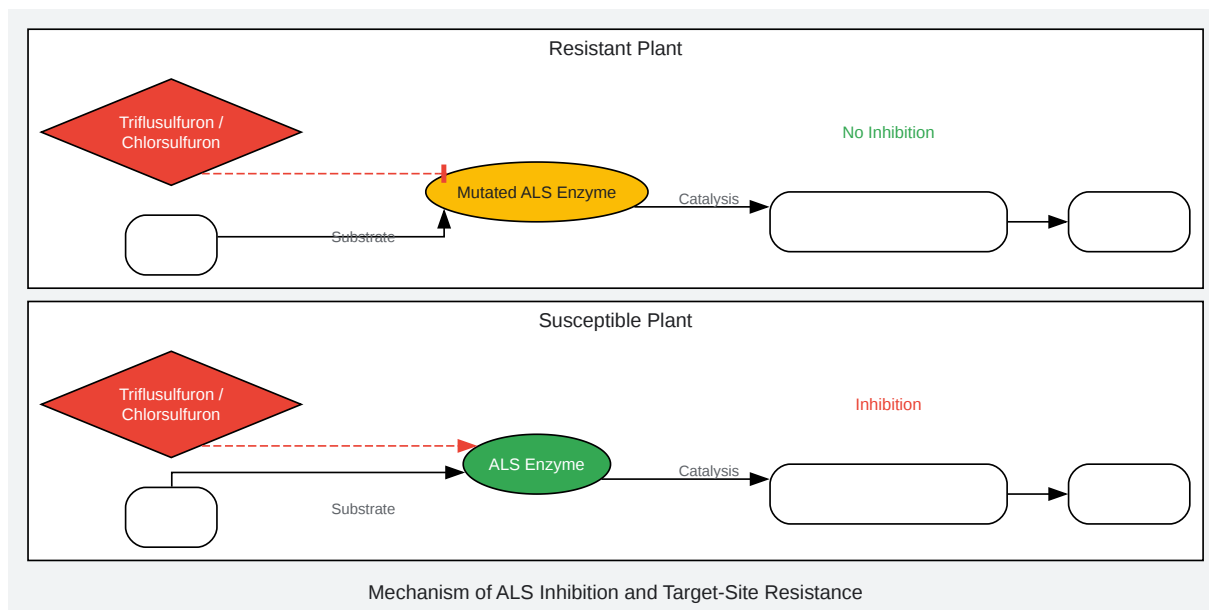 Resistant Plant
Triflusulfuron /
Chlorsulfuron
No Inhibition
Mutated ALS Enzyme
Catalysis
Substrate
Susceptible Plant
Triflusulfuron /
Chlorsulfuron
Inhibition
ALS Enzyme
Catalysis
Substrate
Mechanism of ALS Inhibition and Target-Site Resistance